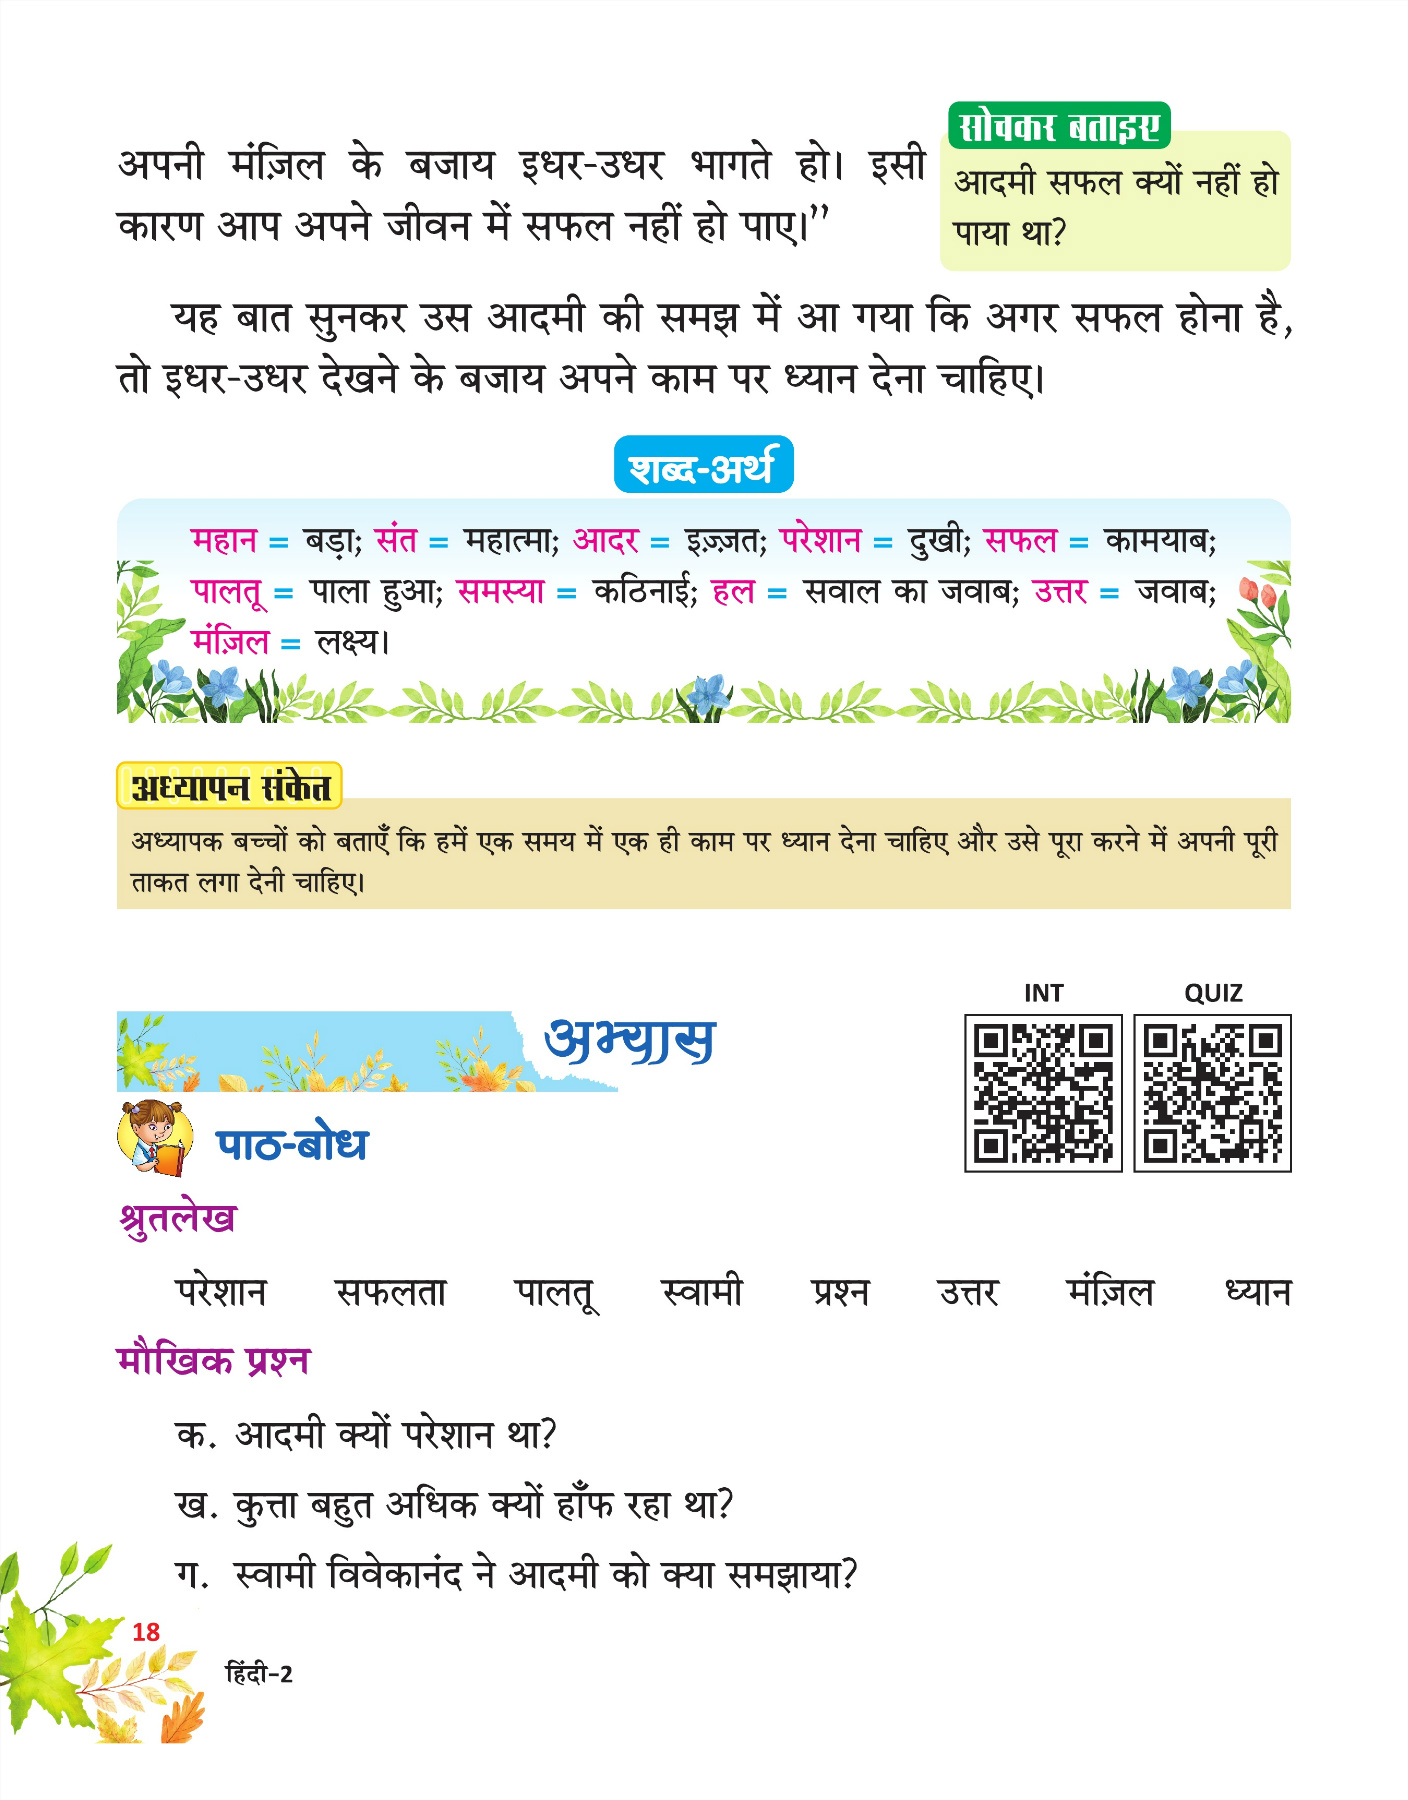 अपनी मंज़िल के बजाय इधर-उधर भागते हो। इसी
कारण आप अपने जीवन में सफल नहीं हो पाए।”
सोचकर बताइए
आदमी सफल क्यों नहीं हो
पाया था?
यह बात सुनकर उस आदमी की समझ में आ गया कि अगर सफल होना है,
तो इधर-उधर देखने के बजाय अपने काम पर ध्यान देना चाहिए।
शब्द-अर्थ
महान = बड़ा; संत = महात्मा; आदर = इज़्ज़त; परेशान = दुखी; सफल = कामयाब;
पालतू = पाला हुआ; समस्या = कठिनाई; हल = सवाल का जवाब; उत्तर = जवाब;
मंज़िल = लक्ष्य।
अध्यापन संकेत
अध्यापक बच्चों को बताएँ कि हमें एक समय में एक ही काम पर ध्यान देना चाहिए और उसे पूरा करने में अपनी पूरी
ताकत लगा देनी चाहिए।
INT QUIZ
अभ्यास
पाठ-बोध
श्रुतलेख
परेशान सफलता पालतू स्वामी प्रश्न उत्तर मंज़िल ध्यान
मौखिक प्रश्न
क. आदमी क्यों परेशान था?
ख. कुत्ता बहुत अधिक क्यों हाँफ रहा था?
ग. स्वामी विवेकानंद ने आदमी को क्या समझाया?
18
हिंदी-2